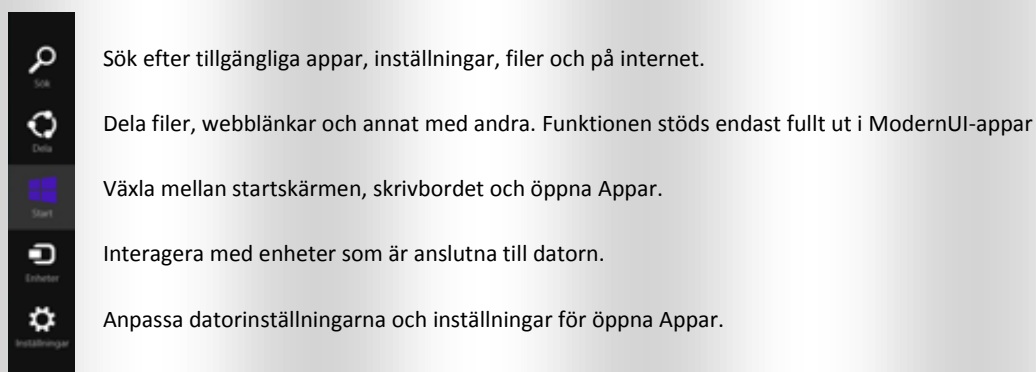 Sök
Sök efter tillgängliga appar, inställningar, filer och på internet.
Dela
Dela filer, webblänkar och annat med andra. Funktionen stöds endast fullt ut i ModernUI-appar
Start
Växla mellan startskärmen, skrivbordet och öppna Appar.
Enheter
Interagera med enheter som är anslutna till datorn.
Inställningar
Anpassa datorinställningarna och inställningar för öppna Appar.